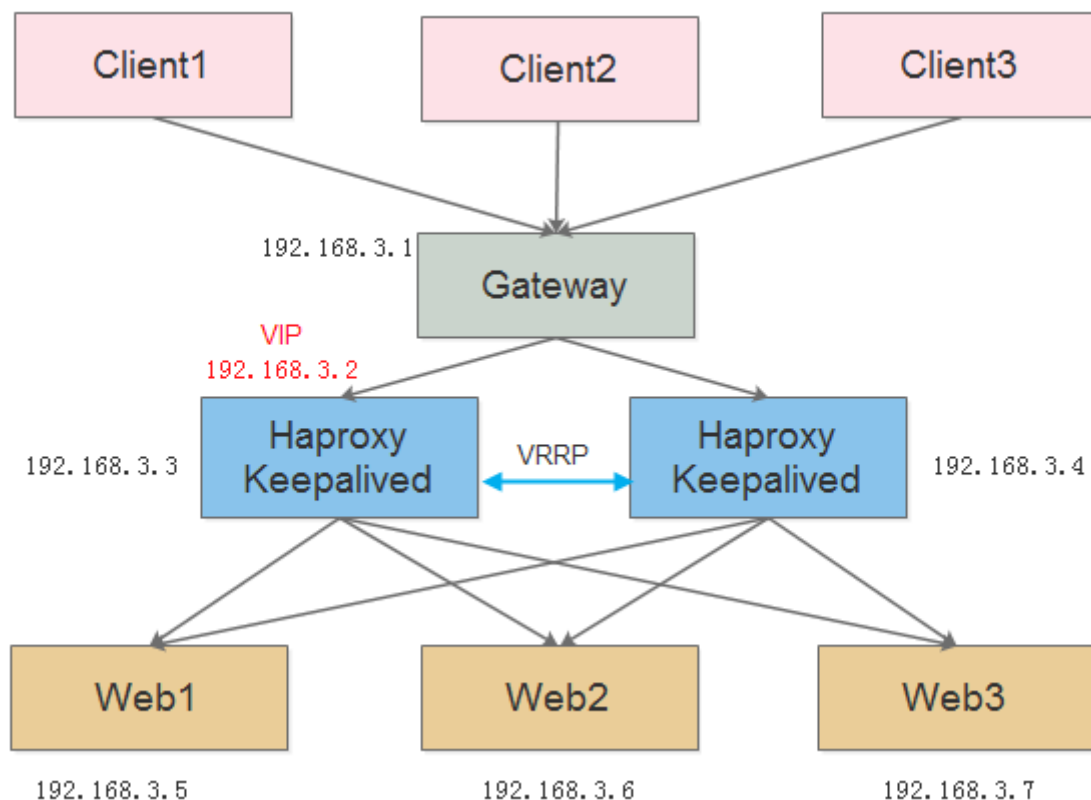 Client1
Client2
Client3
192.168.3.1
Gateway
VIP
192.168.3.2
Haproxy
Keepalived
192.168.3.3
VRRP
Haproxy
Keepalived
192.168.3.4
Web1
Web2
Web3
192.168.3.5
192.168.3.6
192.168.3.7